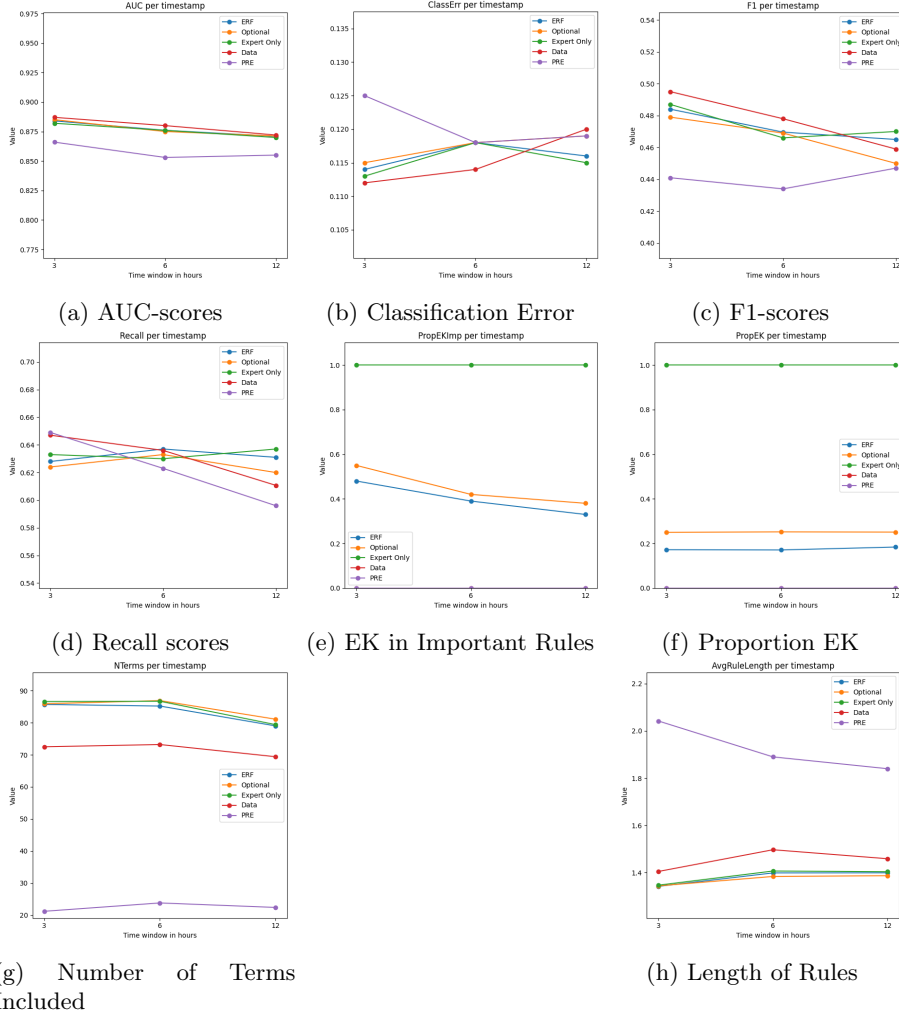 AUC per timestamp
0.975
0.950
0.925
0.900
0.875
0.850
0.825
0.800
0.775
Value
3 6 12
Time window in hours
ERF
Optional
Expert Only
Data
PRE
(a) AUC-scores
ClassErr per timestamp
0.135
0.130
0.125
0.120
0.115
0.110
0.105
Value
3 6 12
Time window in hours
ERF
Optional
Expert Only
Data
PRE
(b) Classification Error
F1 per timestamp
0.54
0.52
0.50
0.48
0.46
0.44
0.42
0.40
Value
3 6 12
Time window in hours
ERF
Optional
Expert Only
Data
PRE
(c) F1-scores
Recall per timestamp
0.70
0.68
0.66
0.64
0.62
0.60
0.58
0.56
0.54
Value
3 6 12
Time window in hours
ERF
Optional
Expert Only
Data
PRE
(d) Recall scores
PropEKImp per timestamp
1.0
0.8
0.6
0.4
0.2
0.0
Value
3 6 12
Time window in hours
ERF
Optional
Expert Only
Data
PRE
(e) EK in Important Rules
PropEK per timestamp
1.0
0.8
0.6
0.4
0.2
0.0
Value
3 6 12
Time window in hours
ERF
Optional
Expert Only
Data
PRE
(f) Proportion EK
NTerms per timestamp
90
80
70
60
50
40
30
20
Value
3 6 12
Time window in hours
ERF
Optional
Expert Only
Data
PRE
(g) Number of Terms
Included
AvgRuleLength per timestamp
2.2
2.0
1.8
1.6
1.4
Value
3 6 12
Time window in hours
ERF
Optional
Expert Only
Data
PRE
(h) Length of Rules